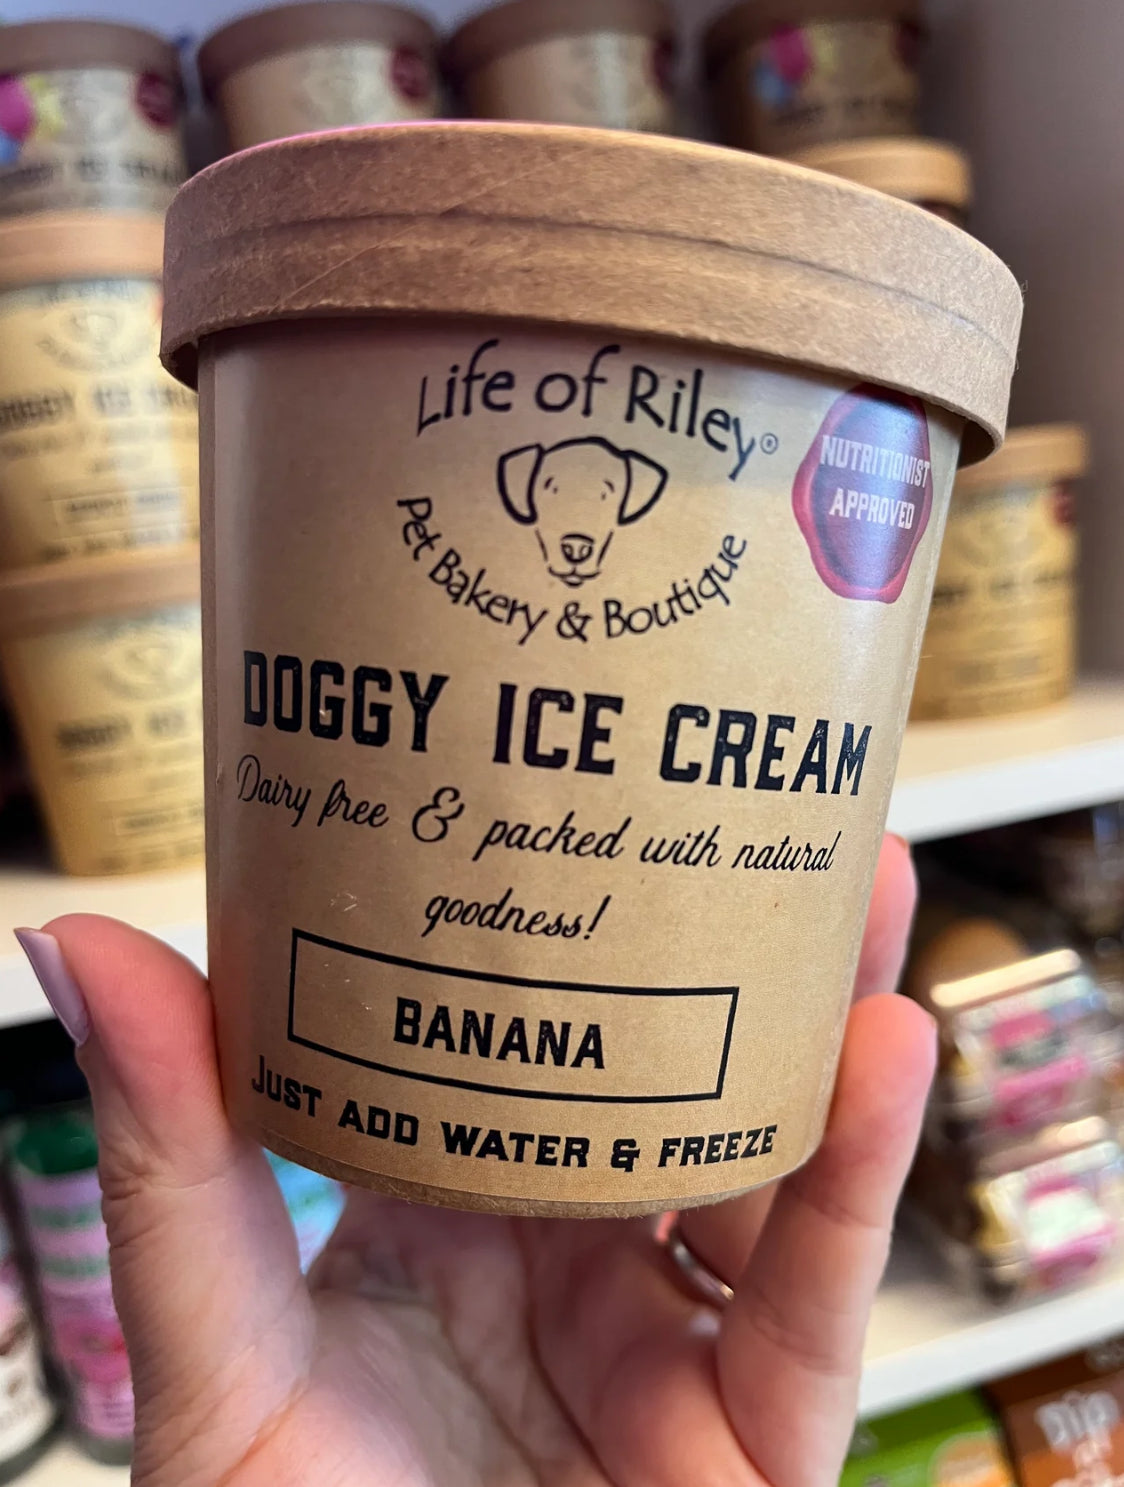 Life of Riley®
Pet Bakery & Boutique
NUTRITIONIST
APPROVED
DOGGY ICE CREAM
Dairy free & packed with natural
goodness!
BANANA
JUST ADD WATER & FREEZE